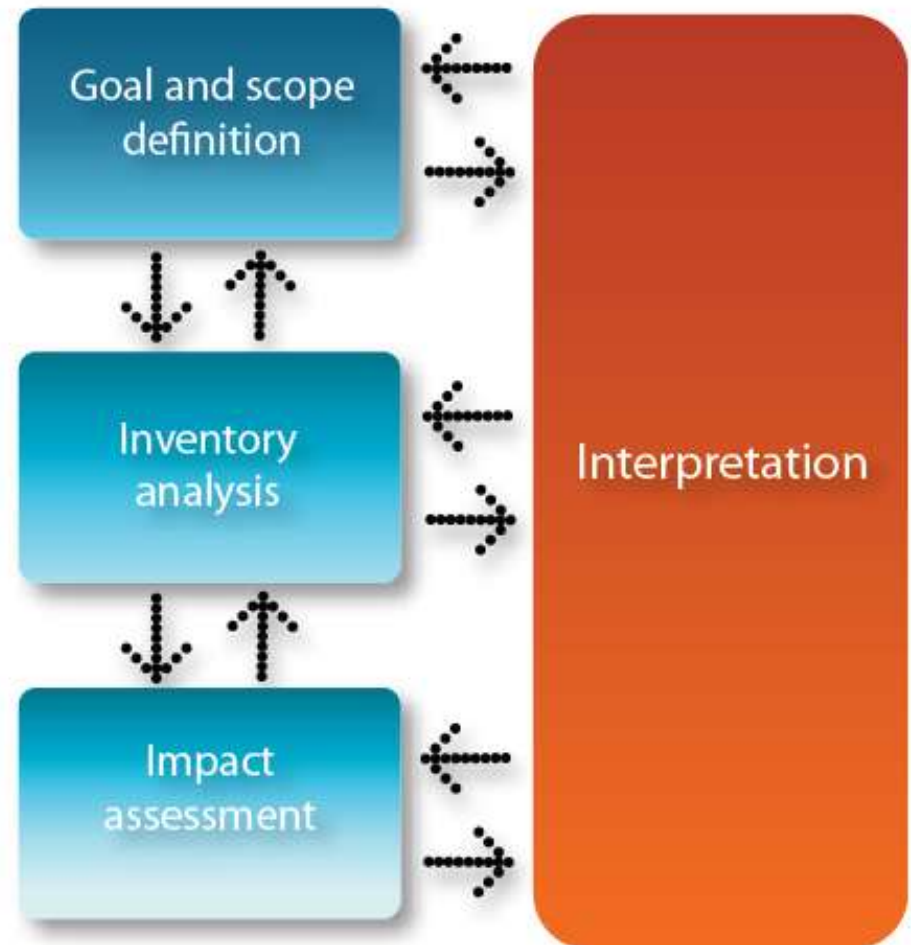 Goal and scope
definition
Inventory
analysis
Interpretation
Impact
assessment